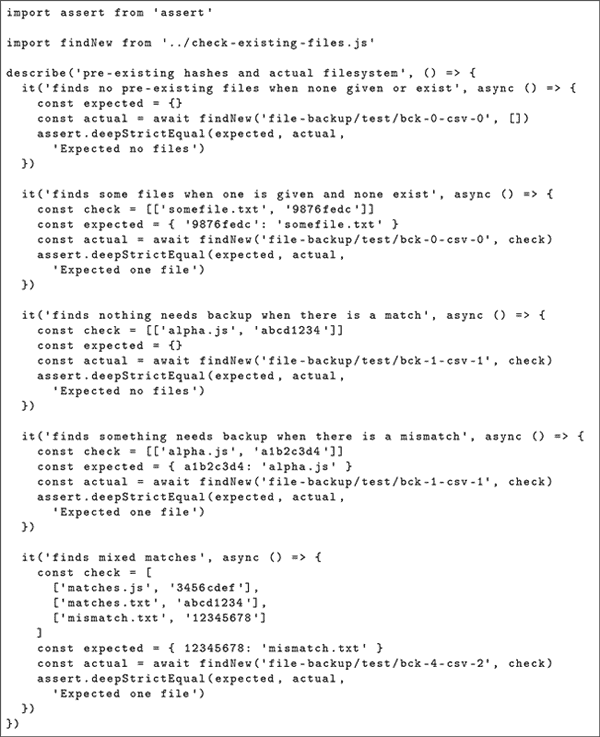 import assert from 'assert'

import findNew from '../check-existing-files.js'

describe('pre-existing hashes and actual filesystem', () => {
  it('finds no pre-existing files when none given or exist', async () => {
    const expected = {}
    const actual = await findNew('file-backup/test/bck-0-csv-0', [])
    assert.deepStrictEqual(expected, actual,
      'Expected no files')
  })

  it('finds some files when one is given and none exist', async () => {
    const check = [['somefile.txt', '9876fedc']]
    const expected = { '9876fedc': 'somefile.txt' }
    const actual = await findNew('file-backup/test/bck-0-csv-0', check)
    assert.deepStrictEqual(expected, actual,
      'Expected one file')
  })

  it('finds nothing needs backup when there is a match', async () => {
    const check = [['alpha.js', 'abcd1234']]
    const expected = {}
    const actual = await findNew('file-backup/test/bck-1-csv-1', check)
    assert.deepStrictEqual(expected, actual,
      'Expected no files')
  })

  it('finds something needs backup when there is a mismatch', async () => {
    const check = [['alpha.js', 'a1b2c3d4']]
    const expected = { a1b2c3d4: 'alpha.js' }
    const actual = await findNew('file-backup/test/bck-1-csv-1', check)
    assert.deepStrictEqual(expected, actual,
      'Expected one file')
  })

  it('finds mixed matches', async () => {
    const check = [
      ['matches.js', '3456cdef'],
      ['matches.txt', 'abcd1234'],
      ['mismatch.txt', '12345678']
    ]
    const expected = { 12345678: 'mismatch.txt' }
    const actual = await findNew('file-backup/test/bck-4-csv-2', check)
    assert.deepStrictEqual(expected, actual,
      'Expected one file')
  })
})